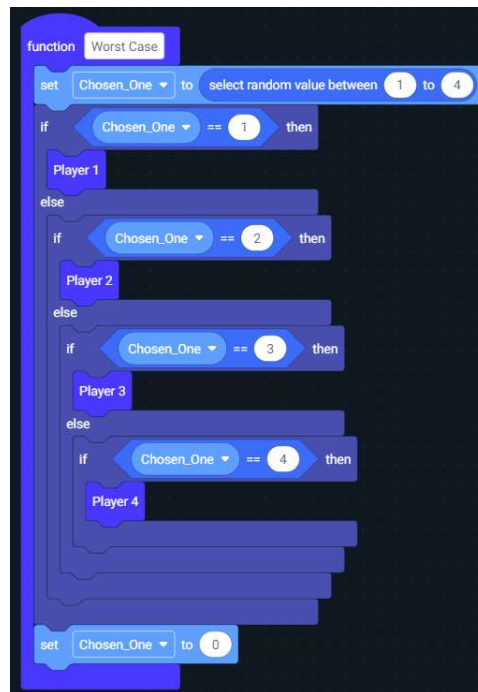 function Worst Case
set Chosen_One to select random value between 1 to 4
if Chosen_One == 1 then
Player 1
else
if Chosen_One == 2 then
Player 2
else
if Chosen_One == 3 then
Player 3
else
if Chosen_One == 4 then
Player 4
set Chosen_One to 0